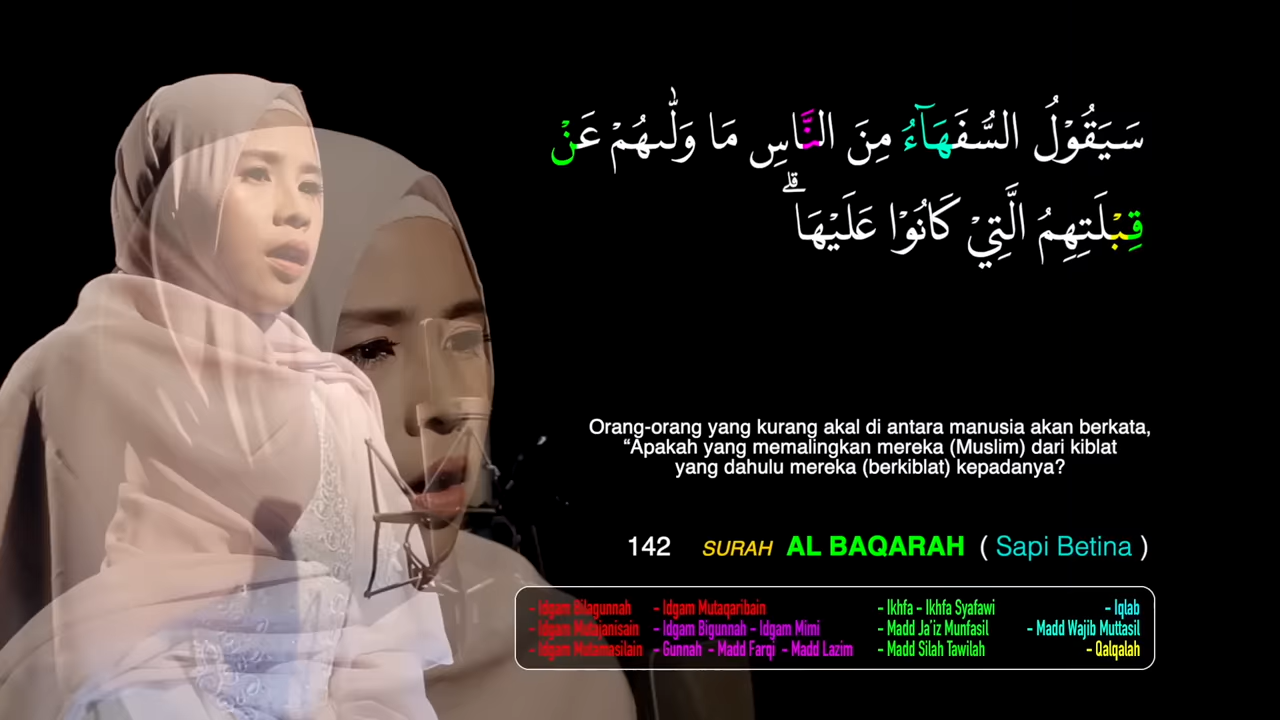 سَيَقُوْلُ السُّفَهَاۤءُ مِنَ النَّاسِ مَا وَلّٰىهُمْ عَنْ
قِبْلَتِهِمُ الَّتِيْ كَانُوْا عَلَيْهَا ۗ
Orang-orang yang kurang akal di antara manusia akan berkata,
“Apakah yang memalingkan mereka (Muslim) dari kiblat
yang dahulu mereka (berkiblat) kepadanya?
142 SURAH AL BAQARAH ( Sapi Betina )
- Idgam Bilagunnah - Idgam Mutaqaribain - Ikhfa - Ikhfa Syafawi - Iqlab
- Idgam Mutajanisain - Idgam Bigunnah - Idgam Mimi - Madd Ja’iz Munfasil - Madd Wajib Muttasil
- Idgam Mutamasilain - Gunnah - Madd Farqi - Madd Lazim - Madd Silah Tawilah - Qalqalah